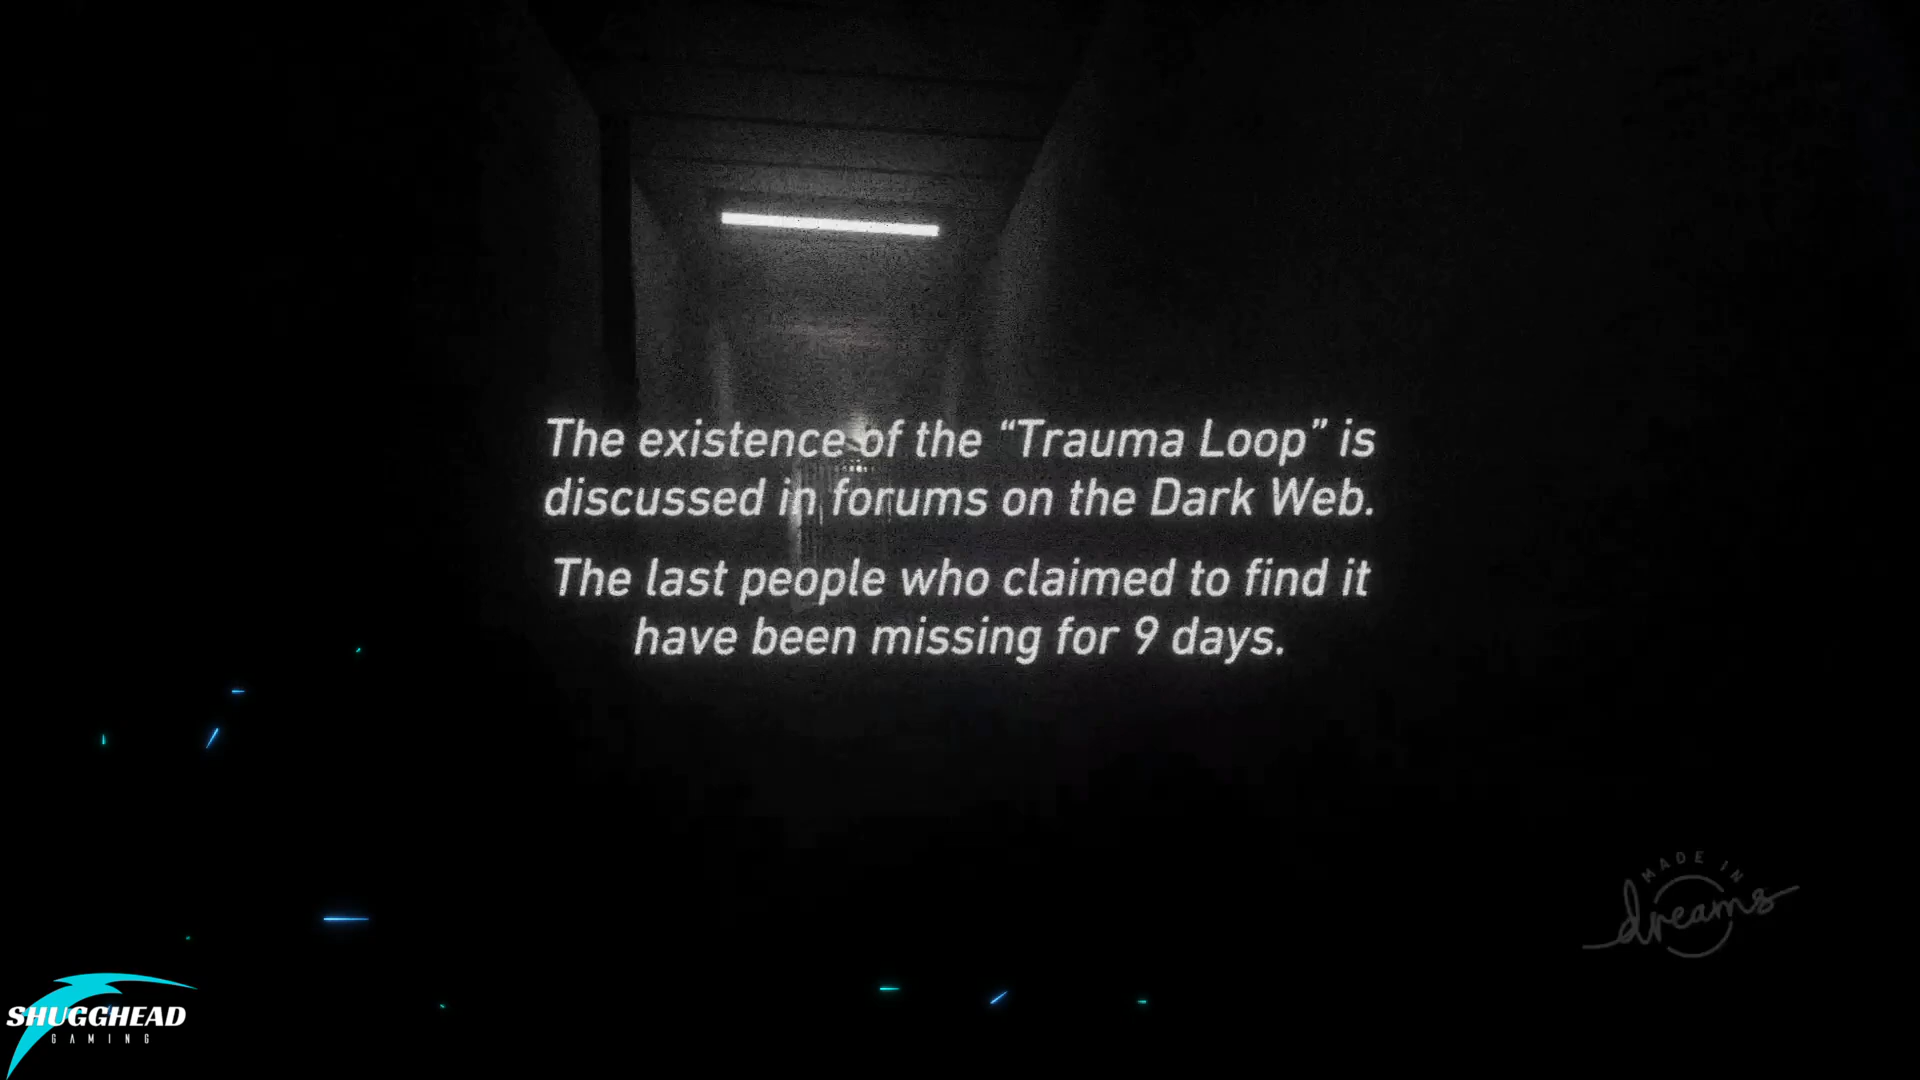 The existence of the “Trauma Loop” is
discussed in forums on the Dark Web.
The last people who claimed to find it
have been missing for 9 days.
MADE IN
dreams
SHUGGHEAD
GAMING